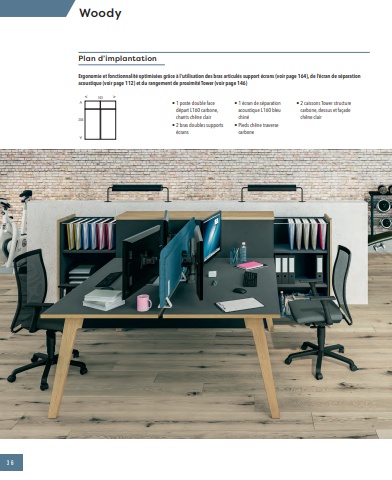 Woody
Plan d'implantation
Ergonomie et fonctionnalité optimisées grâce à l'utilisation des bras articulés support écrans (voir page 164), de l'écran de séparation
acoustique (voir page 112) et du rangement de proximité Tower (voir page 146)
• 1 poste double face
départ L160 carbone,
chants chêne clair
• 2 bras doubles supports
écrans
• 1 écran de séparation
acoustique L160 bleu
chiné
• Pieds chêne traverse
carbone
• 2 caissons Tower structure
carbone, dessus et façade
chêne clair
36